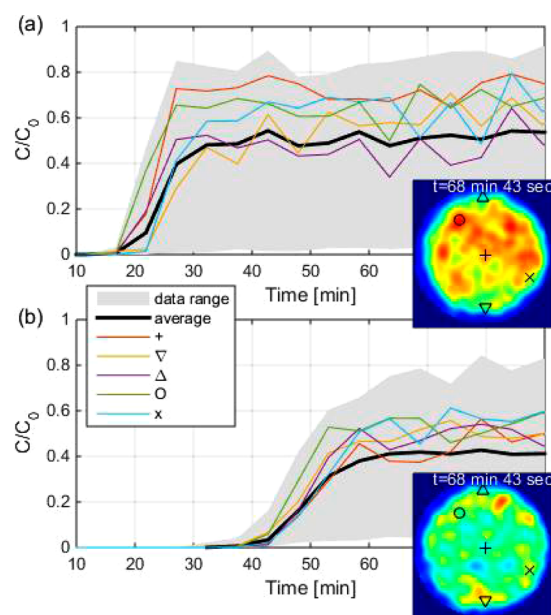 (a)
1
0.8
0.6
0.4
0.2
0
C/C0
10 20 30 40 50 60
Time [min]
t=68 min 43 sec
Δ
O
+
x
∇
data range
average
+
∇
Δ
O
x
(b)
1
0.8
0.6
0.4
0.2
0
C/C0
10 20 30 40 50 60
Time [min]
t=68 min 43 sec
Δ
O
+
x
∇